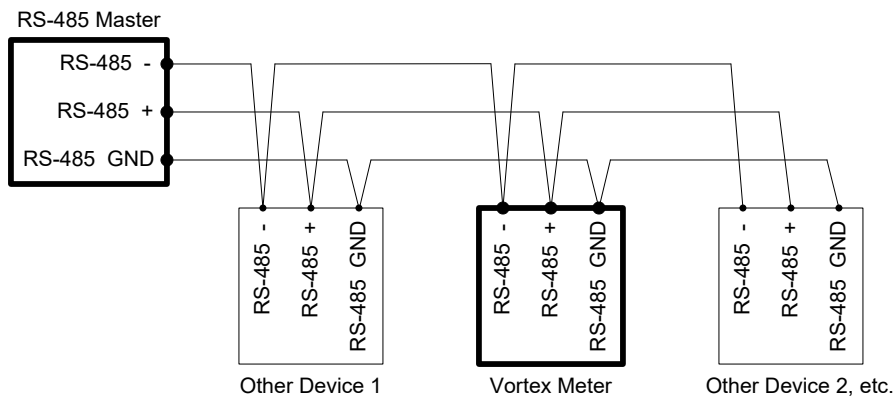 RS-485 Master
RS-485 -
RS-485 +
RS-485 GND
RS-485 -
RS-485 +
RS-485 GND
RS-485 -
RS-485 +
RS-485 GND
RS-485 -
RS-485 +
RS-485 GND
Other Device 1
Vortex Meter
Other Device 2, etc.